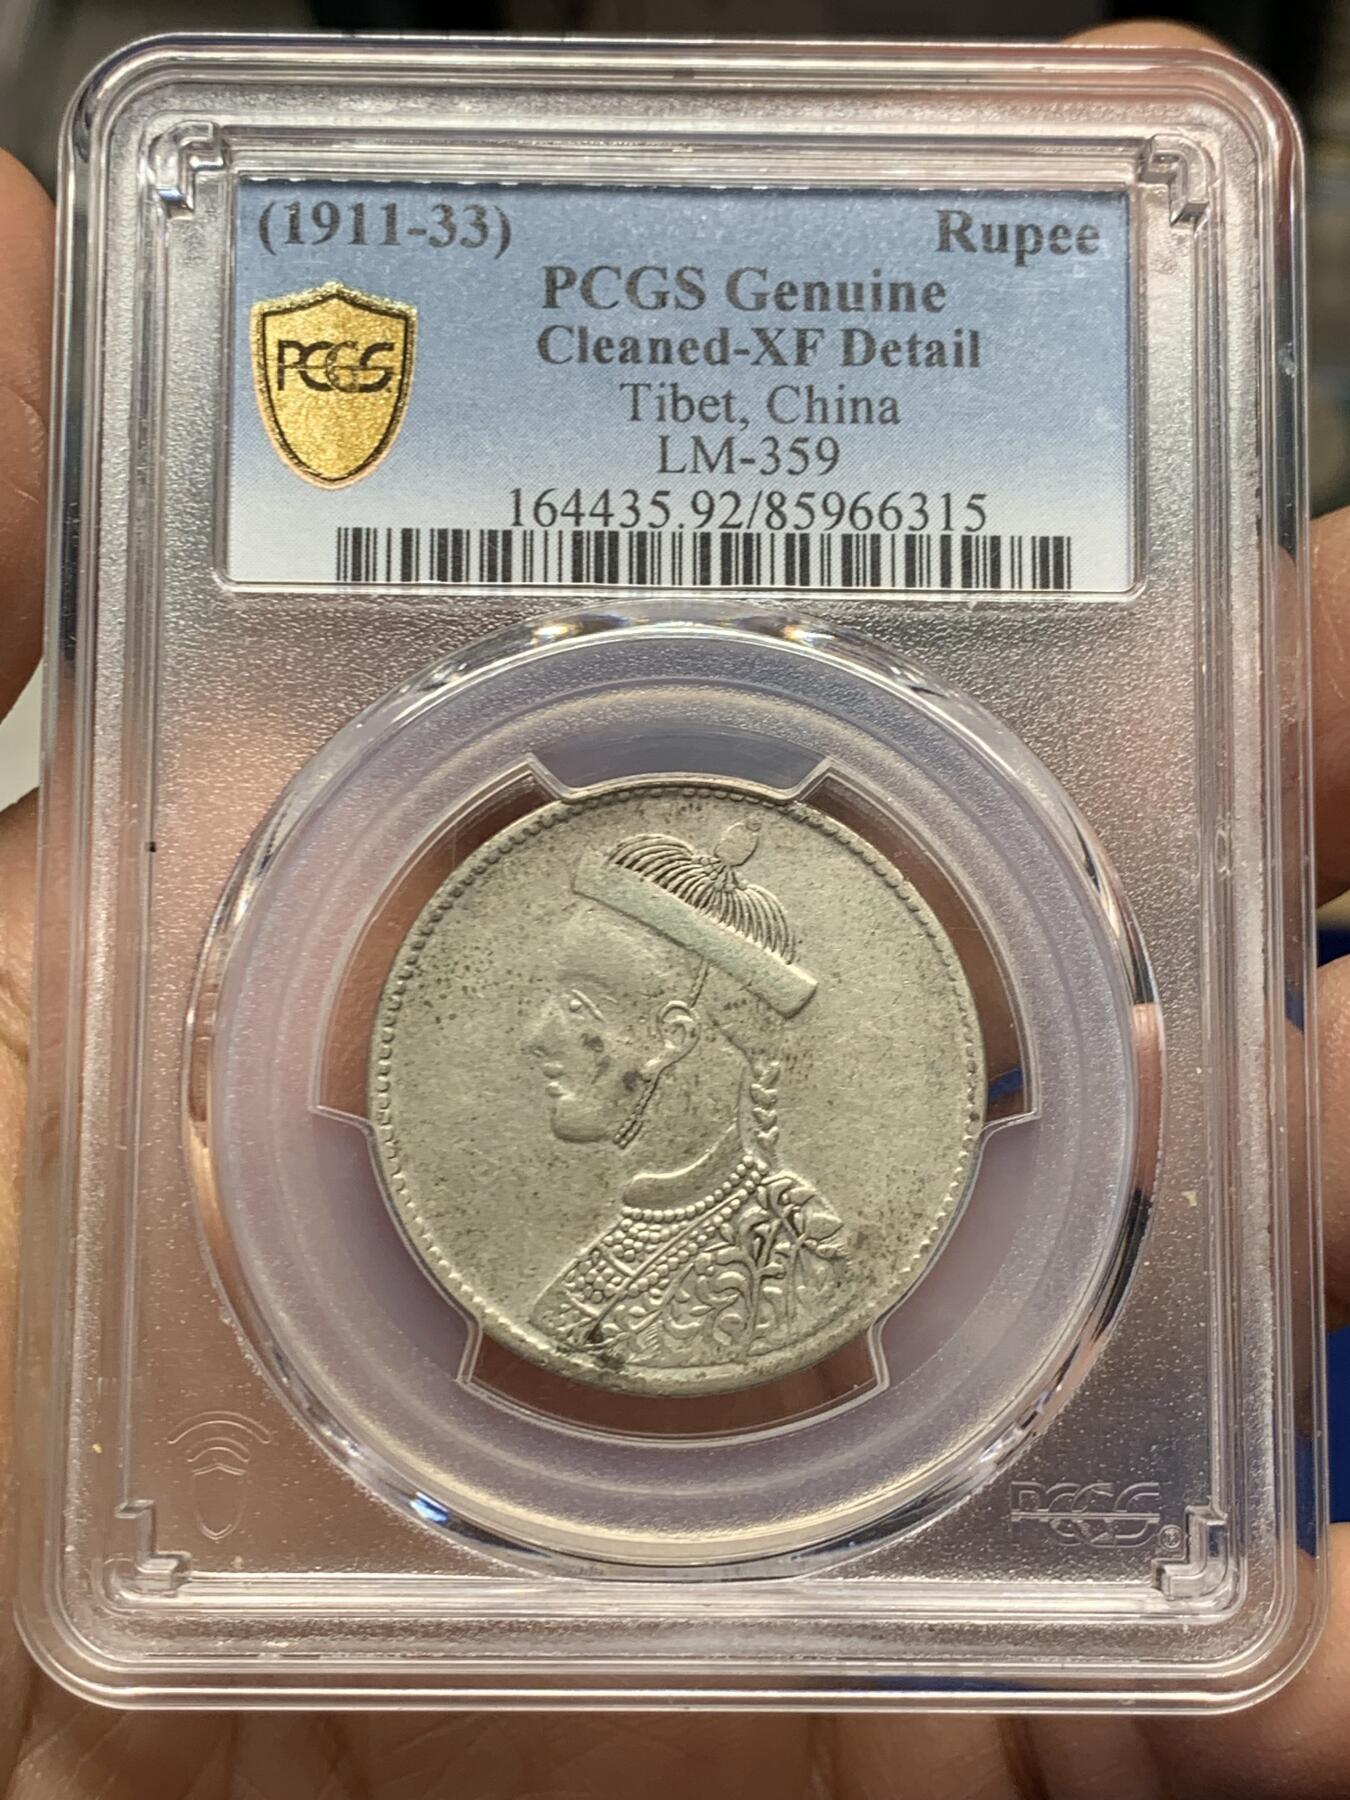 (1911-33) Rupee
PCGS Genuine
PCGS
Cleaned-XF Detail
Tibet, China
LM-359
164435.92/85966315
PCGS